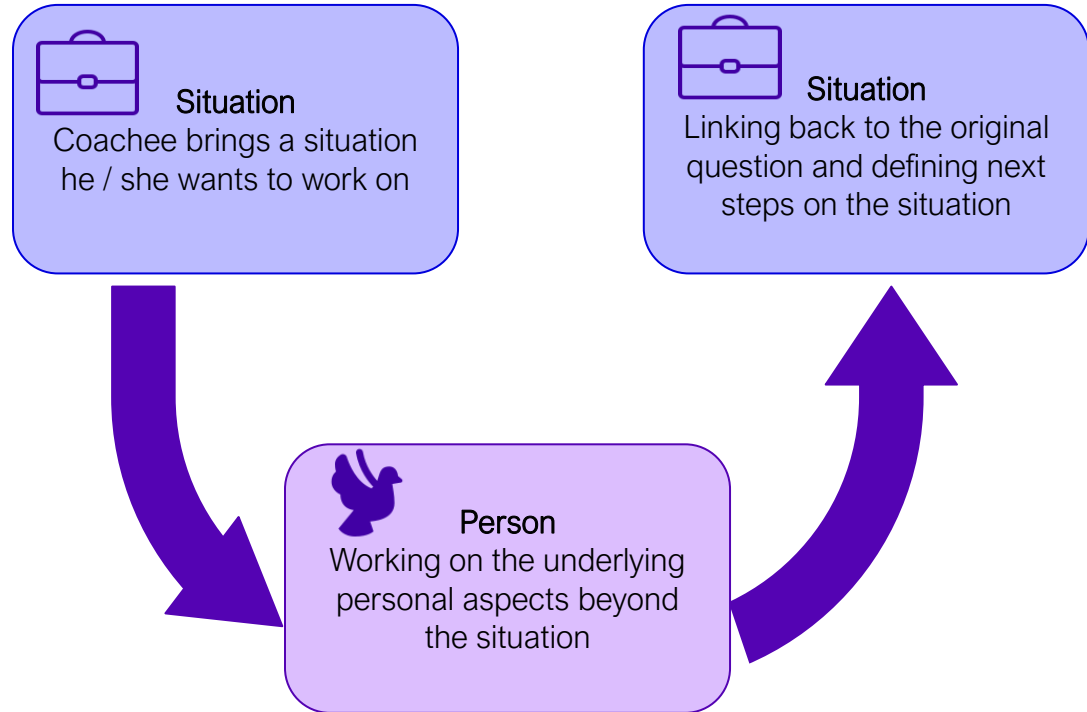 Situation
Coachee brings a situation
he / she wants to work on
Situation
Linking back to the original
question and defining next
steps on the situation
Person
Working on the underlying
personal aspects beyond
the situation